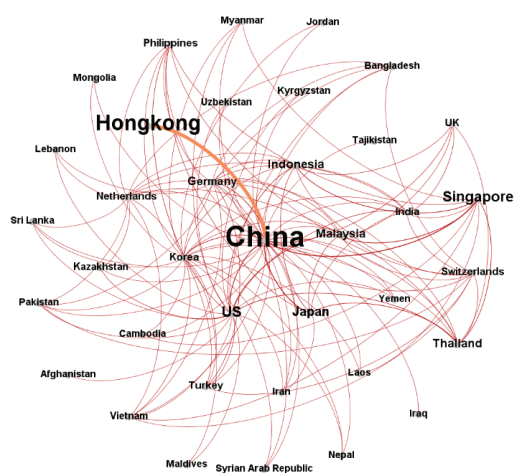 Myanmar
Jordan
Philippines
Bangladesh
Mongolia
Kyrgyzstan
Uzbekistan
Hongkong
UK
Tajikistan
Lebanon
Indonesia
Germany
Netherlands
Singapore
India
Sri Lanka
China
Malaysia
Korea
Kazakhstan
Switzerlands
Pakistan
Yemen
US
Japan
Cambodia
Thailand
Afghanistan
Laos
Turkey
Iran
Vietnam
Iraq
Nepal
Maldives
Syrian Arab Republic